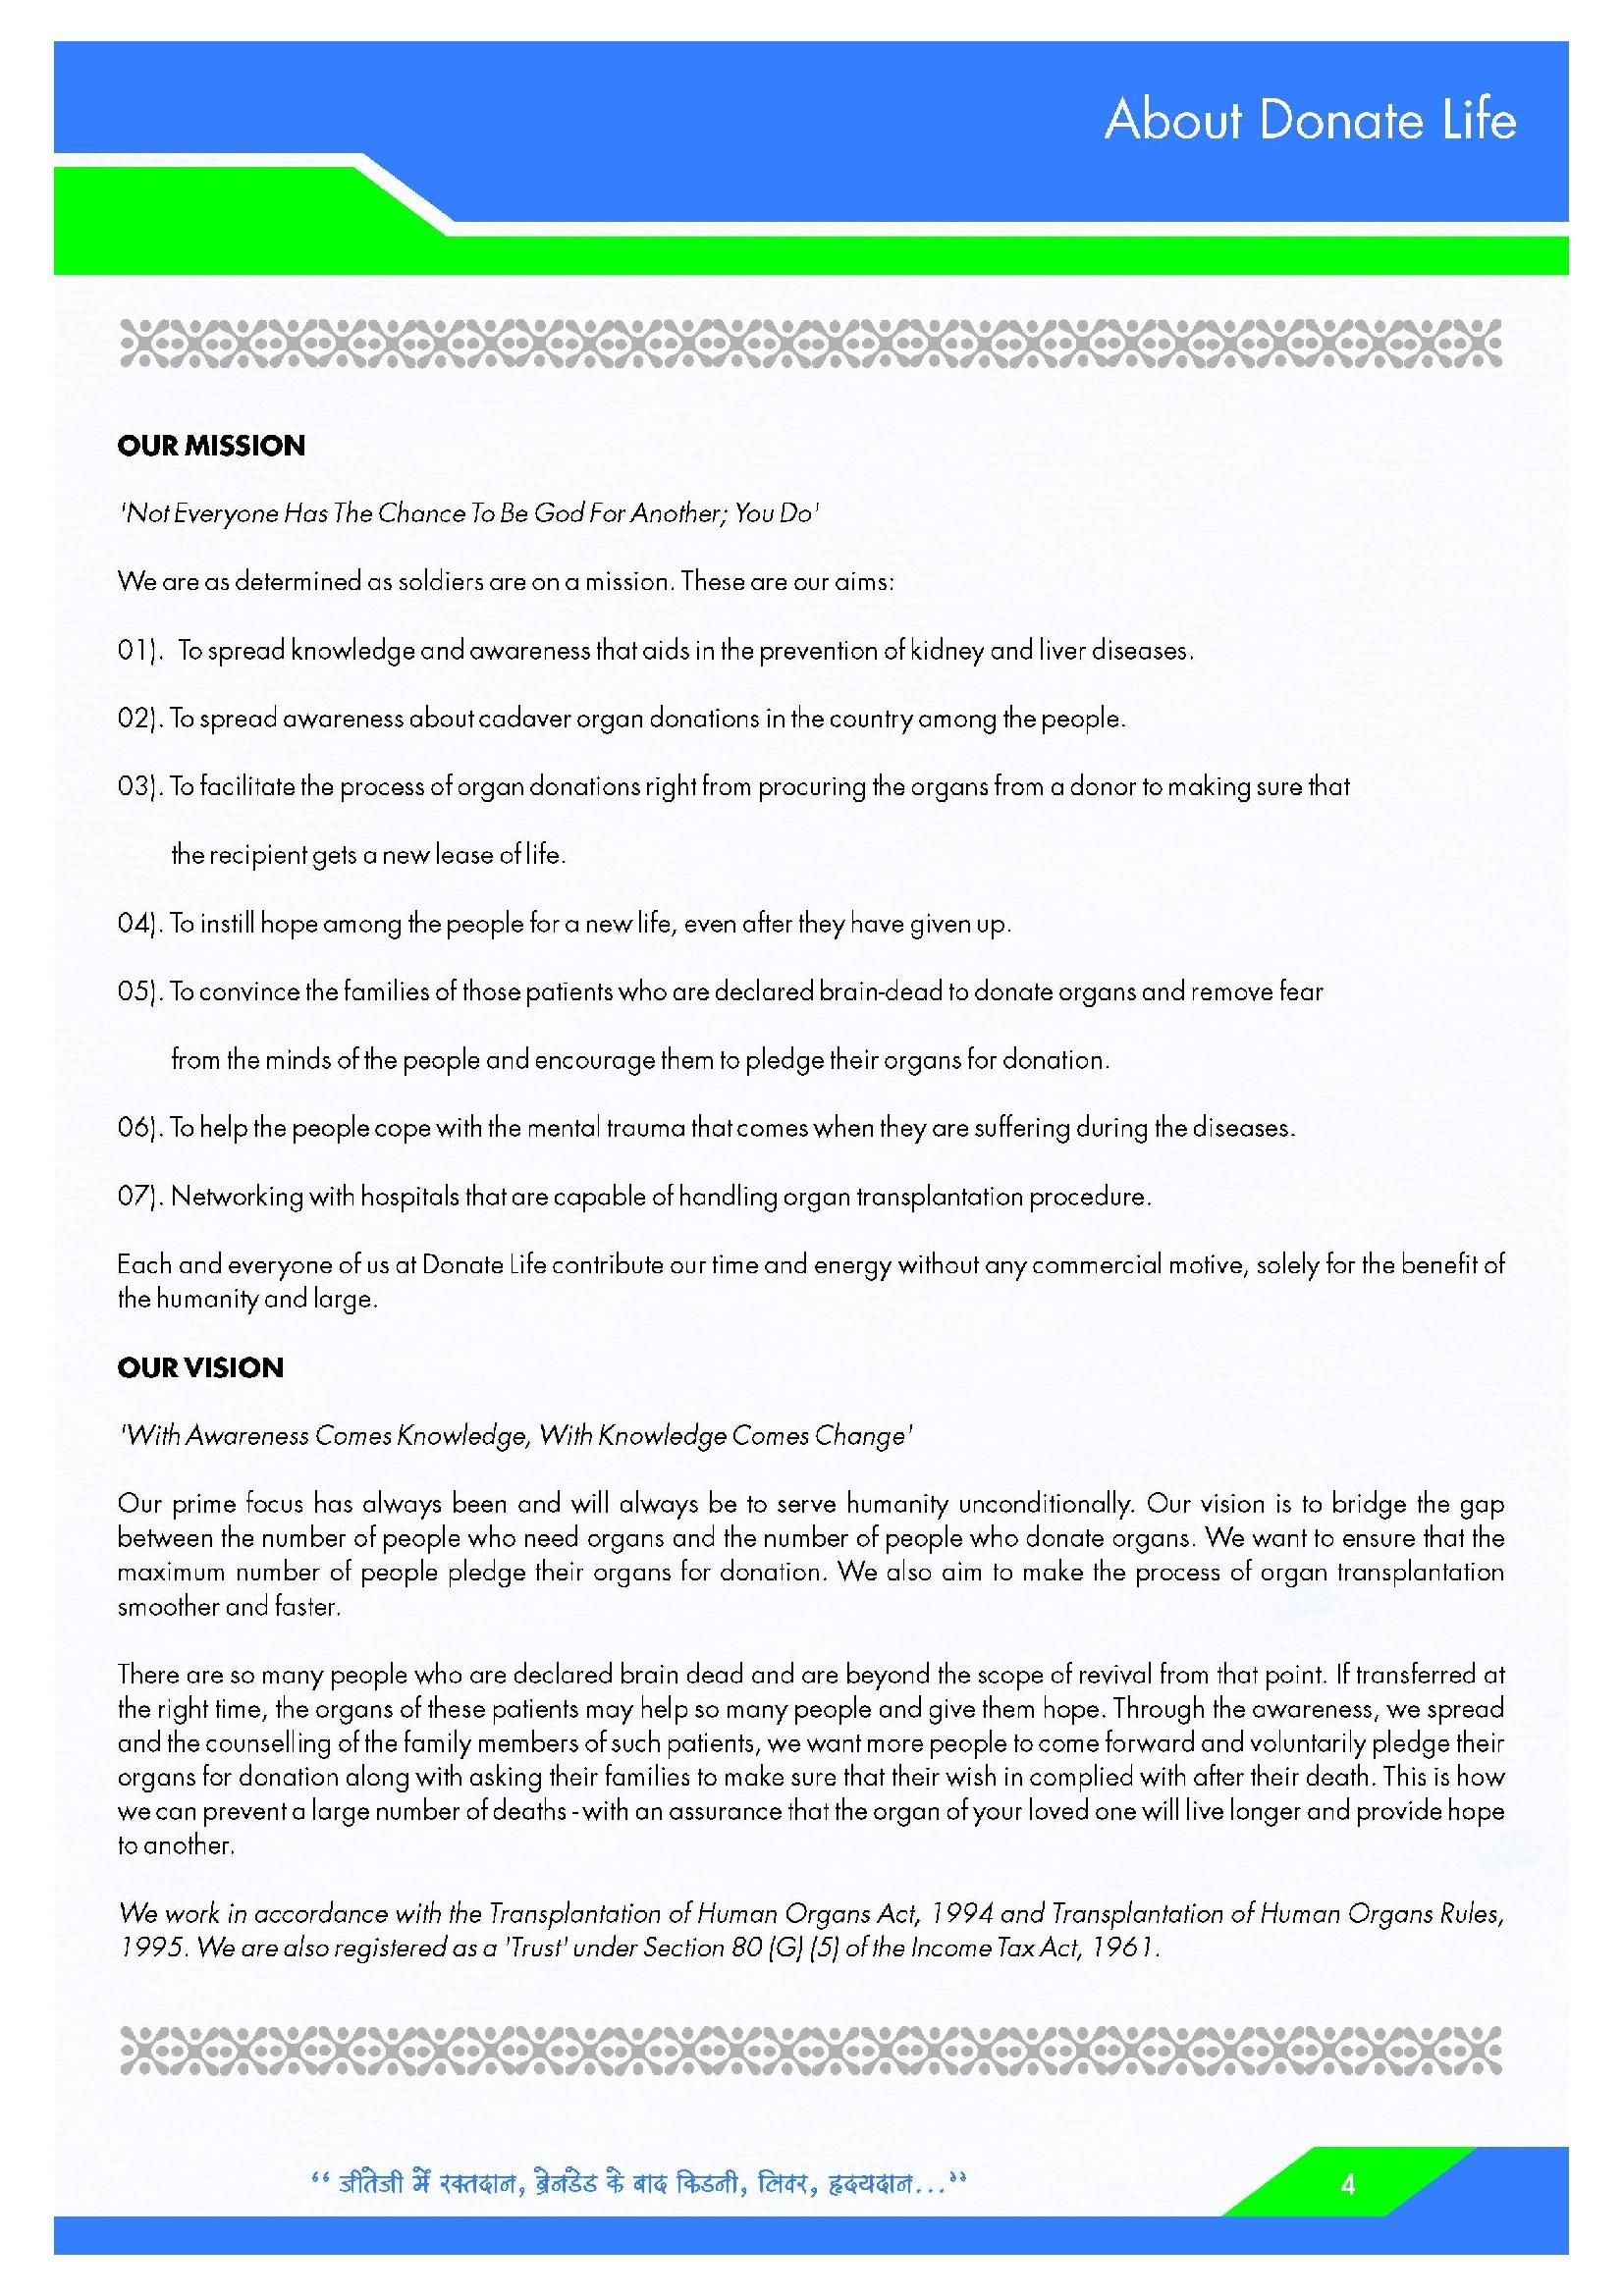 About Donate Life
OUR MISSION
'Not Everyone Has The Chance To Be God For Another; You Do'
We are as determined as soldiers are on a mission. These are our aims:
01). To spread knowledge and awareness that aids in the prevention of kidney and liver diseases.
02). To spread awareness about cadaver organ donations in the country among the people.
03). To facilitate the process of organ donations right from procuring the organs from a donor to making sure that
the recipient gets a new lease of life.
04). To instill hope among the people for a new life, even after they have given up.
05). To convince the families of those patients who are declared brain-dead to donate organs and remove fear
from the minds of the people and encourage them to pledge their organs for donation.
06). To help the people cope with the mental trauma that comes when they are suffering during the diseases.
07). Networking with hospitals that are capable of handling organ transplantation procedure.
Each and everyone of us at Donate Life contribute our time and energy without any commercial motive, solely for the benefit of
the humanity and large.
OUR VISION
'With Awareness Comes Knowledge, With Knowledge Comes Change'
Our prime focus has always been and will always be to serve humanity unconditionally. Our vision is to bridge the gap
between the number of people who need organs and the number of people who donate organs. We want to ensure that the
maximum number of people pledge their organs for donation. We also aim to make the process of organ transplantation
smoother and faster.
There are so many people who are declared brain dead and are beyond the scope of revival from that point. If transferred at
the right time, the organs of these patients may help so many people and give them hope. Through the awareness, we spread
and the counselling of the family members of such patients, we want more people to come forward and voluntarily pledge their
organs for donation along with asking their families to make sure that their wish in complied with after their death. This is how
we can prevent a large number of deaths - with an assurance that the organ of your loved one will live longer and provide hope
to another.
We work in accordance with the Transplantation of Human Organs Act, 1994 and Transplantation of Human Organs Rules,
1995. We are also registered as a 'Trust' under Section 80 (G) (5) of the Income Tax Act, 1961.
“ जीतेजी में रक्तदान, ब्रेनडेड के बाद किडनी, लिवर, हृदयदान...”
4